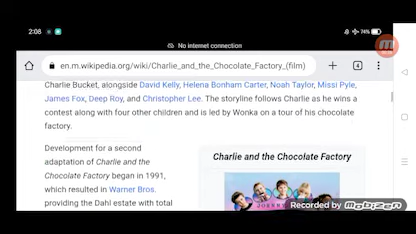 2:08
74%
No internet connection
en.m.wikipedia.org/wiki/Charlie_and_the_Chocolate_Factory_(film)
4
Charlie Bucket, alongside David Kelly, Helena Bonham Carter, Noah Taylor, Missi Pyle,
James Fox, Deep Roy, and Christopher Lee. The storyline follows Charlie as he wins a
contest along with four other children and is led by Wonka on a tour of his chocolate
factory.
Development for a second
adaptation of Charlie and the
Chocolate Factory began in 1991,
which resulted in Warner Bros.
providing the Dahl estate with total
Charlie and the Chocolate Factory
Recorded by Mobizen